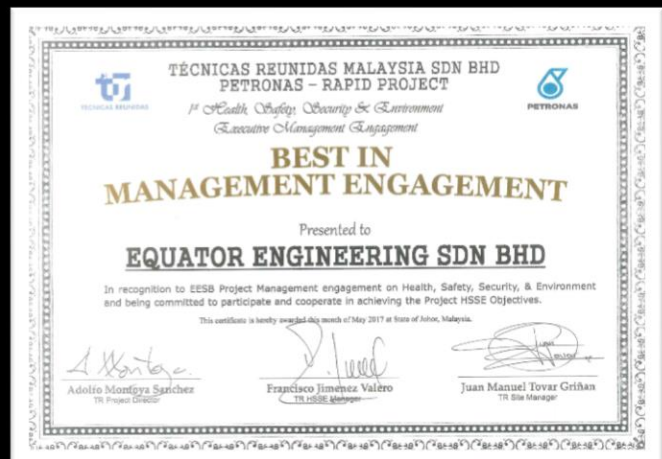 TÉCNICAS REUNIDAS MALAYSIA SDN BHD
PETRONAS – RAPID PROJECT
TECNICAS REUNIDAS
PETRONAS
1st Health, Safety, Security & Environment
Executive Management Engagement
BEST IN
MANAGEMENT ENGAGEMENT
Presented to
EQUATOR ENGINEERING SDN BHD
In recognition to EESB Project Management engagement on Health, Safety, Security, & Environment
and being committed to participate and cooperate in achieving the Project HSSE Objectives.
This certificate is hereby awarded this month of May 2017 at State of Johor, Malaysia.
Adolfo Montoya Sanchez
TR Project Director
Francisco Jimenez Valero
TR HSSE Manager
Juan Manuel Tovar Griñan
TR Site Manager